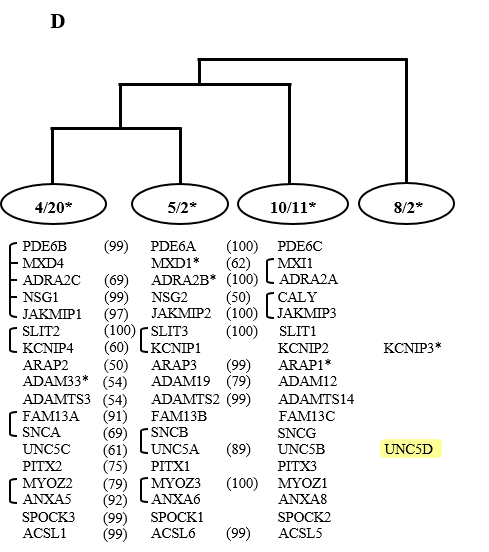 D
4/20* 5/2* 10/11* 8/2*
PDE6B (99) PDE6A (100) PDE6C
MXD4 MXD1* (62) MXI1
ADRA2C (69) ADRA2B* (100) ADRA2A
NSG1 (99) NSG2 (50) CALY
JAKMIP1 (97) JAKMIP2 (100) JAKMIP3
SLIT2 (100) SLIT3 (100) SLIT1
KCNIP4 (60) KCNIP1 KCNIP2 KCNIP3*
ARAP2 (50) ARAP3 (99) ARAP1*
ADAM33* (54) ADAM19 (79) ADAM12
ADAMTS3 (54) ADAMTS2 (99) ADAMTS14
FAM13A (91) FAM13B FAM13C
SNCA (69) SNCB SNCG
UNC5C (61) UNC5A (89) UNC5B UNC5D
PITX2 (75) PITX1 PITX3
MYOZ2 (79) MYOZ3 (100) MYOZ1
ANXA5 (92) ANXA6 ANXA8
SPOCK3 (99) SPOCK1 SPOCK2
ACSL1 (99) ACSL6 (99) ACSL5